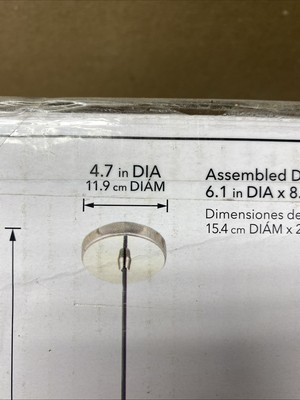 4.7 in DIA
11.9 cm DIÁM
Assembled D
6.1 in DIA x 8.
Dimensiones de
15.4 cm DIÁM x 2